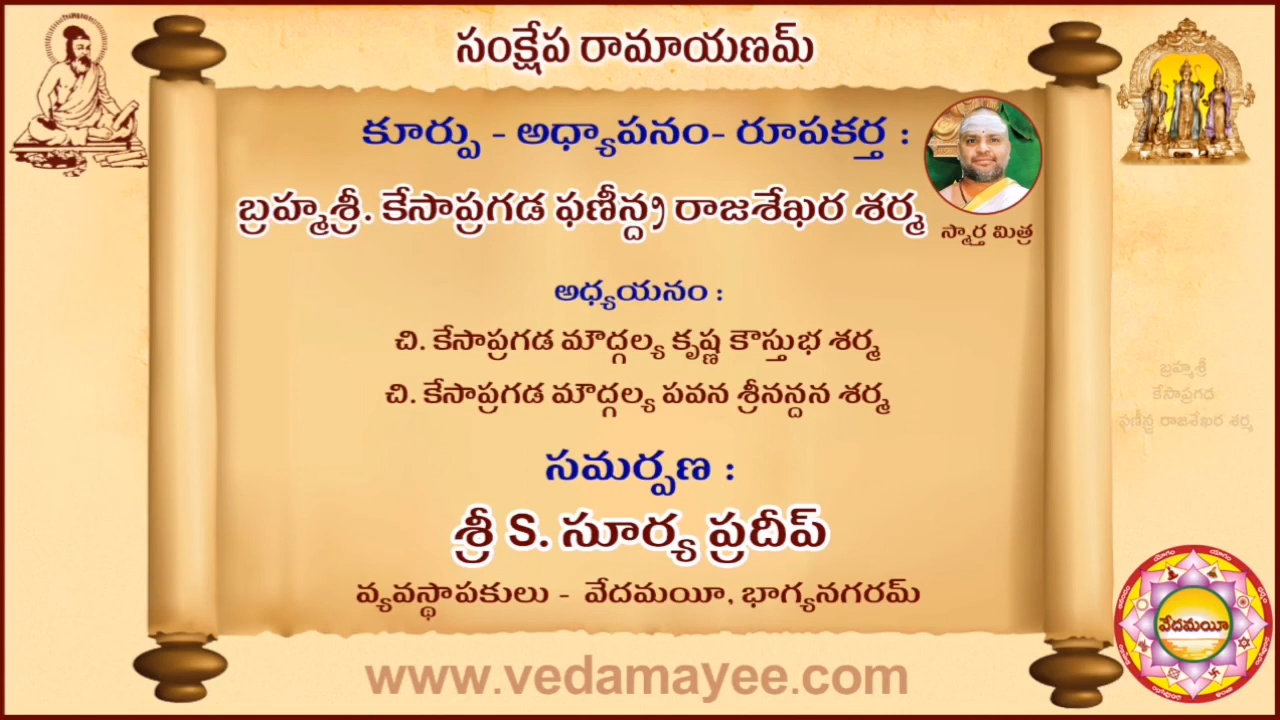 సంక్షేప రామాయణమ్
కూర్పు - అధ్యాపనం- రూపకర్త :
బ్రహ్మశ్రీ. కేసాప్రగడ ఫణీన్ద్ర రాజశేఖర శర్మ
స్మార్త మిత్ర
అధ్యయనం :
చి. కేసాప్రగడ మౌద్గల్య కృష్ణ కౌస్తుభ శర్మ
చి. కేసాప్రగడ మౌద్గల్య పవన శ్రీనన్దన శర్మ
బ్రహ్మశ్రీ
కేసాప్రగడ
ఫణీన్ద్ర రాజశేఖర శర్మ
సమర్పణ :
శ్రీ S. సూర్య ప్రదీప్
వ్యవస్థాపకులు - వేదమయీ, భాగ్యనగరమ్
వేదమయీ
www.vedamayee.com